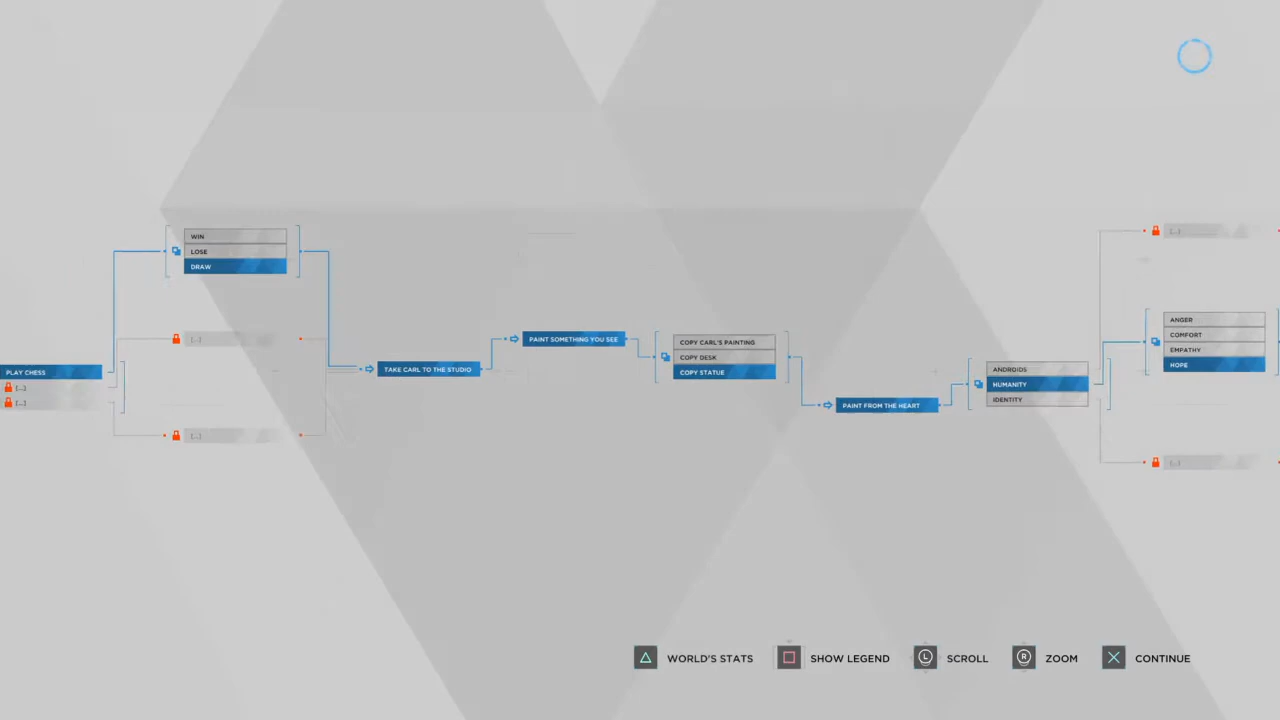 PLAY CHESS
[...]
[...]
WIN
LOSE
DRAW
[...]
[...]
TAKE CARL TO THE STUDIO
PAINT SOMETHING YOU SEE
COPY CARL'S PAINTING
COPY DESK
COPY STATUE
PAINT FROM THE HEART
ANDROIDS
HUMANITY
IDENTITY
[...]
ANGER
COMFORT
EMPATHY
HOPE
[...]
WORLD'S STATS
SHOW LEGEND
L
SCROLL
R
ZOOM
CONTINUE